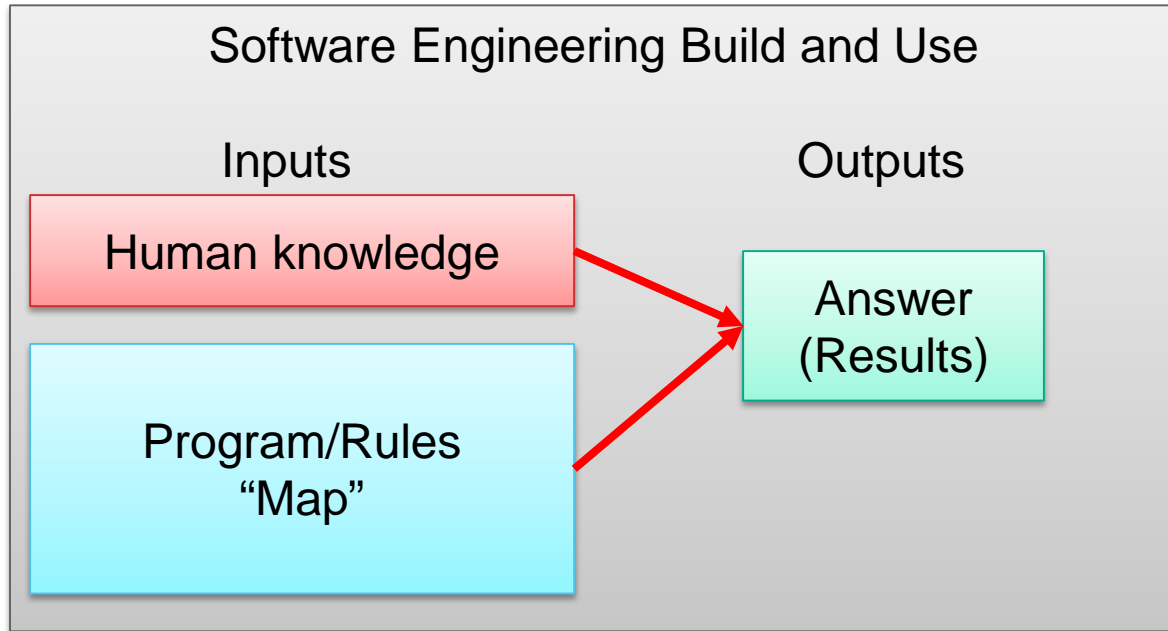 Software Engineering Build and Use
Inputs
Outputs
Human knowledge
Answer
(Results)
Program/Rules
“Map”